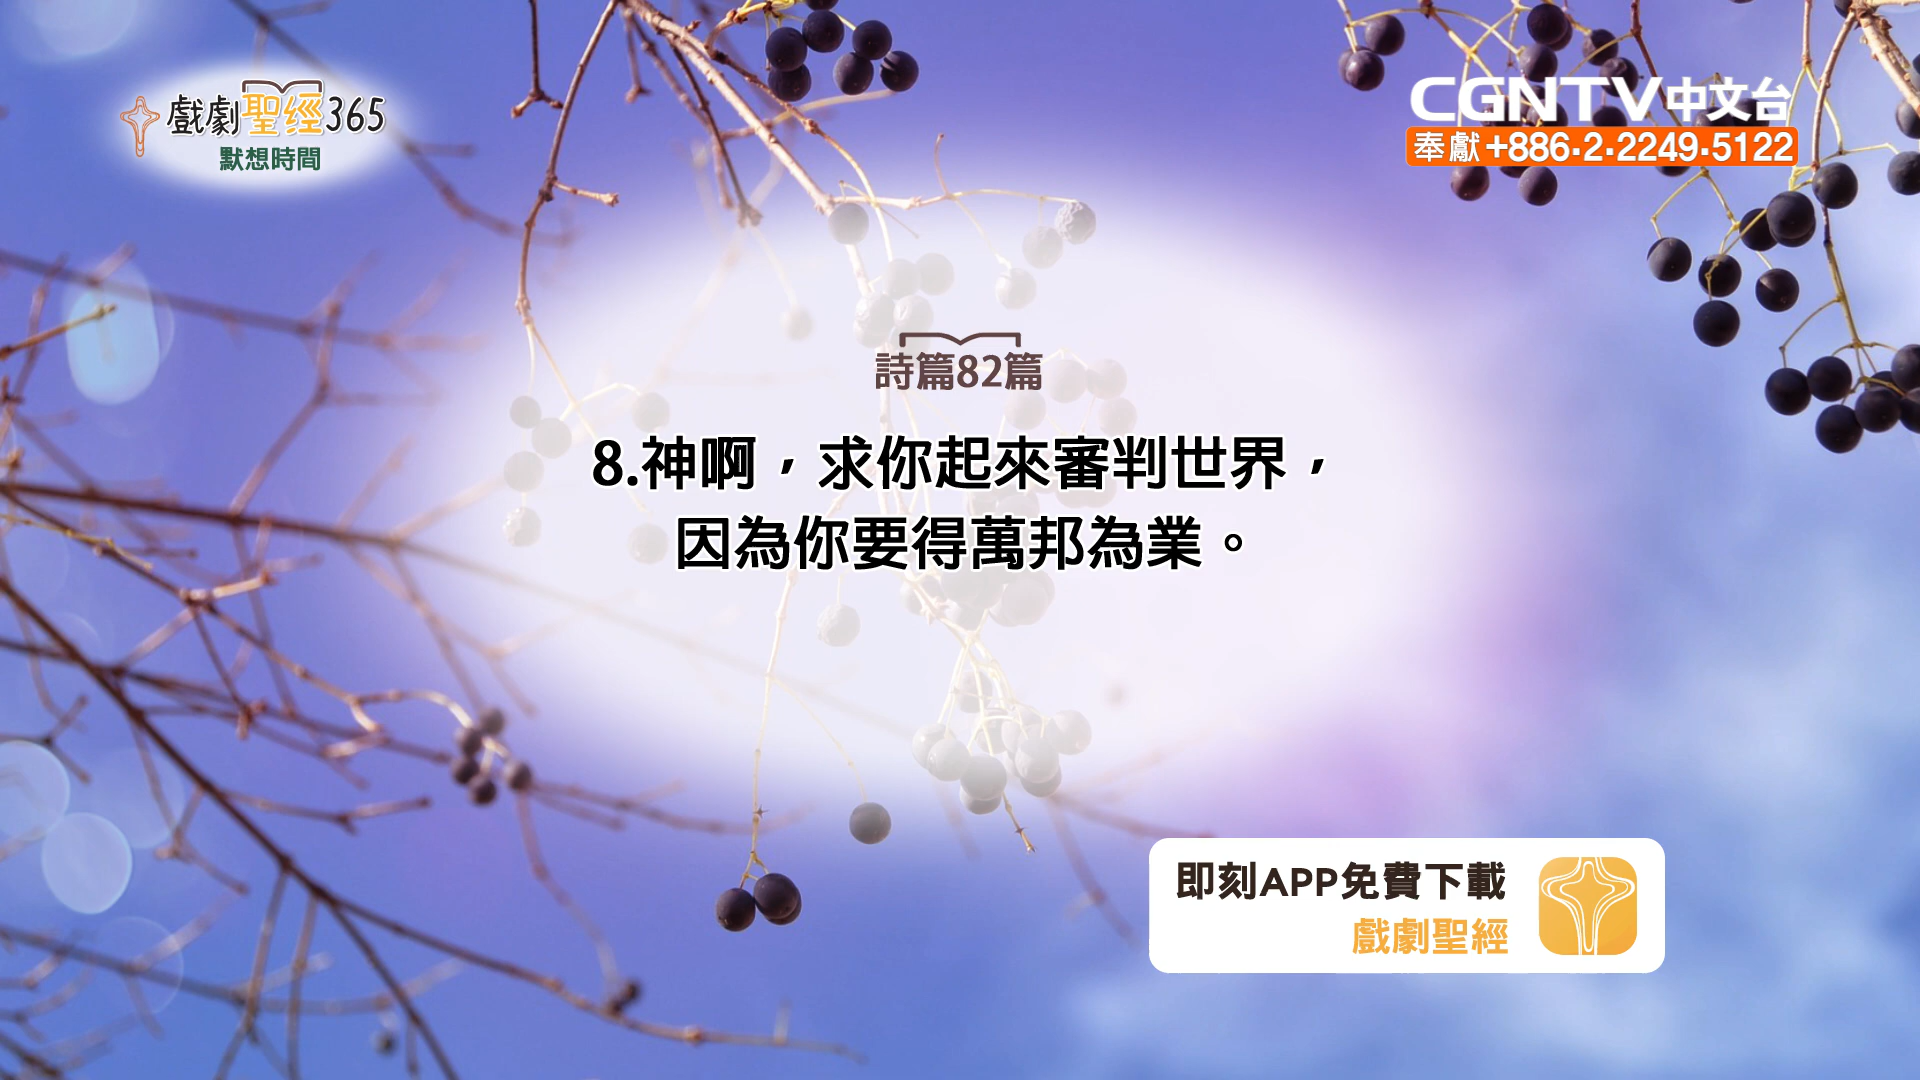 戲劇聖經365
默想時間
CGNTV中文台
奉獻+886·2·2249·5122
詩篇82篇
8.神啊，求你起來審判世界，
因為你要得萬邦為業。
即刻APP免費下載
戲劇聖經